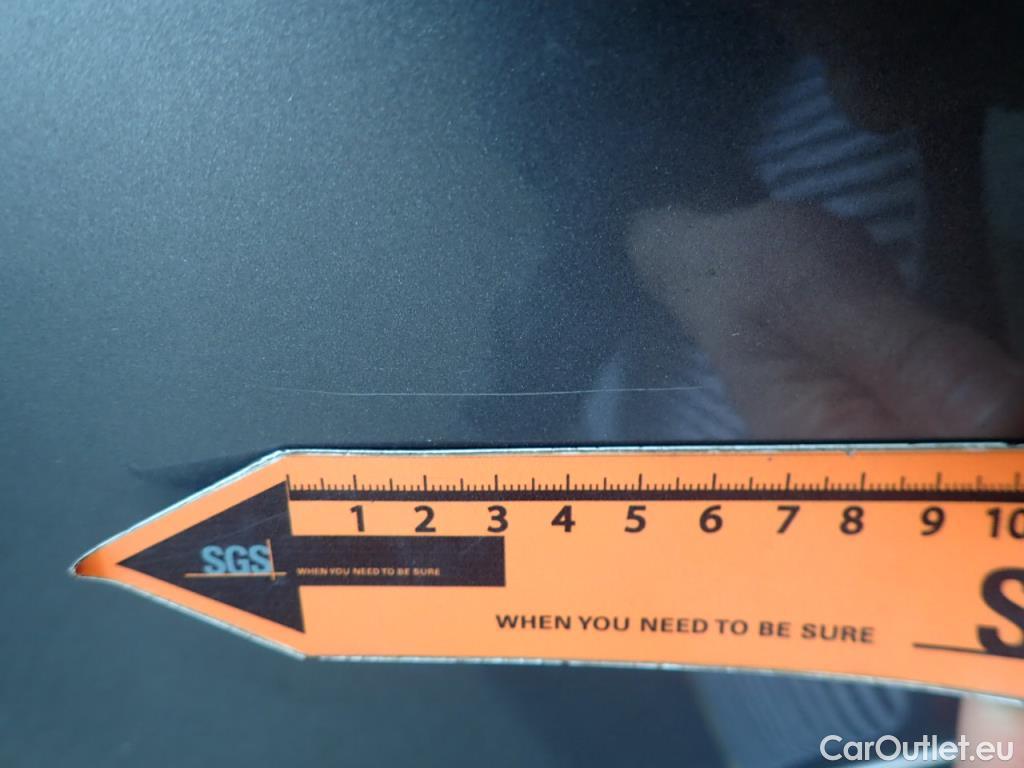 1 2 3 4 5 6 7 8 9 10
SGS
WHEN YOU NEED TO BE SURE
WHEN YOU NEED TO BE SURE
S
CarOutlet.eu